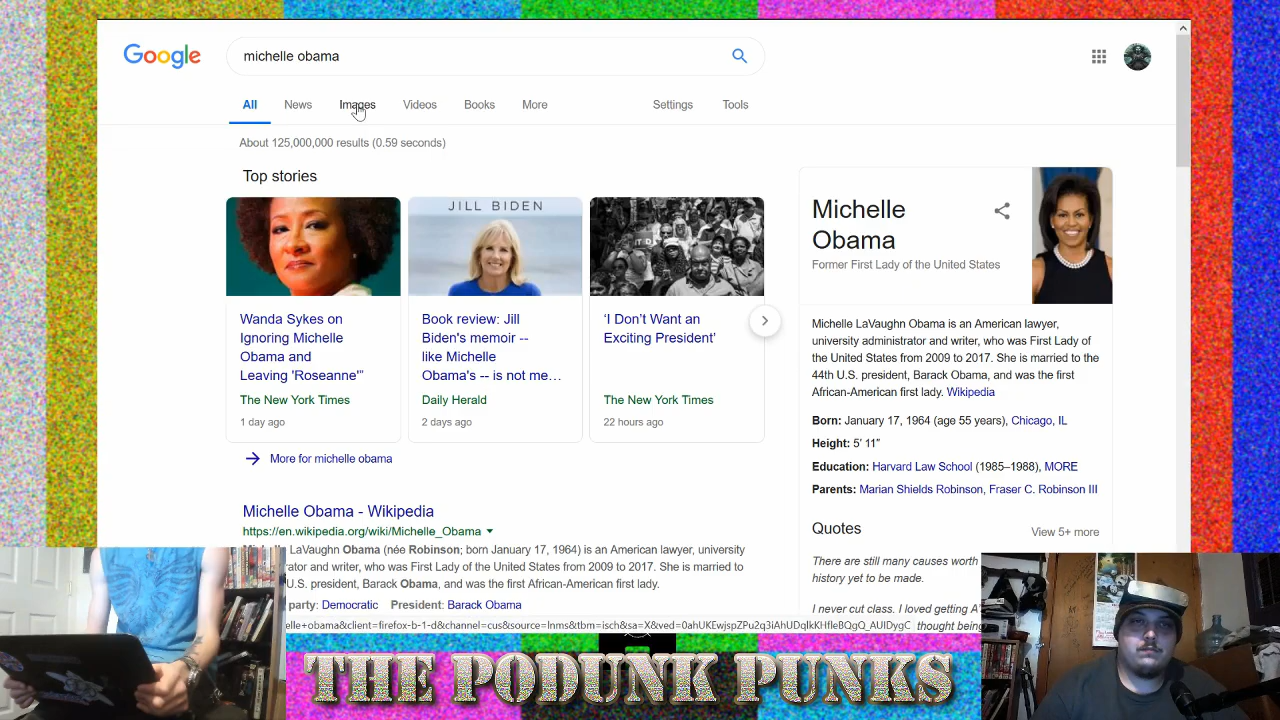 Google
michelle obama
All News Images Videos Books More Settings Tools
About 125,000,000 results (0.59 seconds)
Top stories
JILL BIDEN
Wanda Sykes on
Ignoring Michelle
Obama and
Leaving 'Roseanne'"
The New York Times
1 day ago
Book review: Jill
Biden's memoir --
like Michelle
Obama's -- is not me…
Daily Herald
2 days ago
'I Don't Want an
Exciting President'
The New York Times
22 hours ago
More for michelle obama
Michelle Obama - Wikipedia
https://en.wikipedia.org/wiki/Michelle_Obama
LaVaughn Obama (née Robinson; born January 17, 1964) is an American lawyer, university
ator and writer, who was First Lady of the United States from 2009 to 2017. She is married to
U.S. president, Barack Obama, and was the first African-American first lady.
party: Democratic President: Barack Obama
Michelle
Obama
Former First Lady of the United States
Michelle LaVaughn Obama is an American lawyer,
university administrator and writer, who was First Lady of
the United States from 2009 to 2017. She is married to the
44th U.S. president, Barack Obama, and was the first
African-American first lady. Wikipedia
Born: January 17, 1964 (age 55 years), Chicago, IL
Height: 5′ 11″
Education: Harvard Law School (1985–1988), MORE
Parents: Marian Shields Robinson, Fraser C. Robinson III
Quotes View 5+ more
There are still many causes worth
history yet to be made.
I never cut class. I loved getting A
thought being
THE PODUNK PUNKS